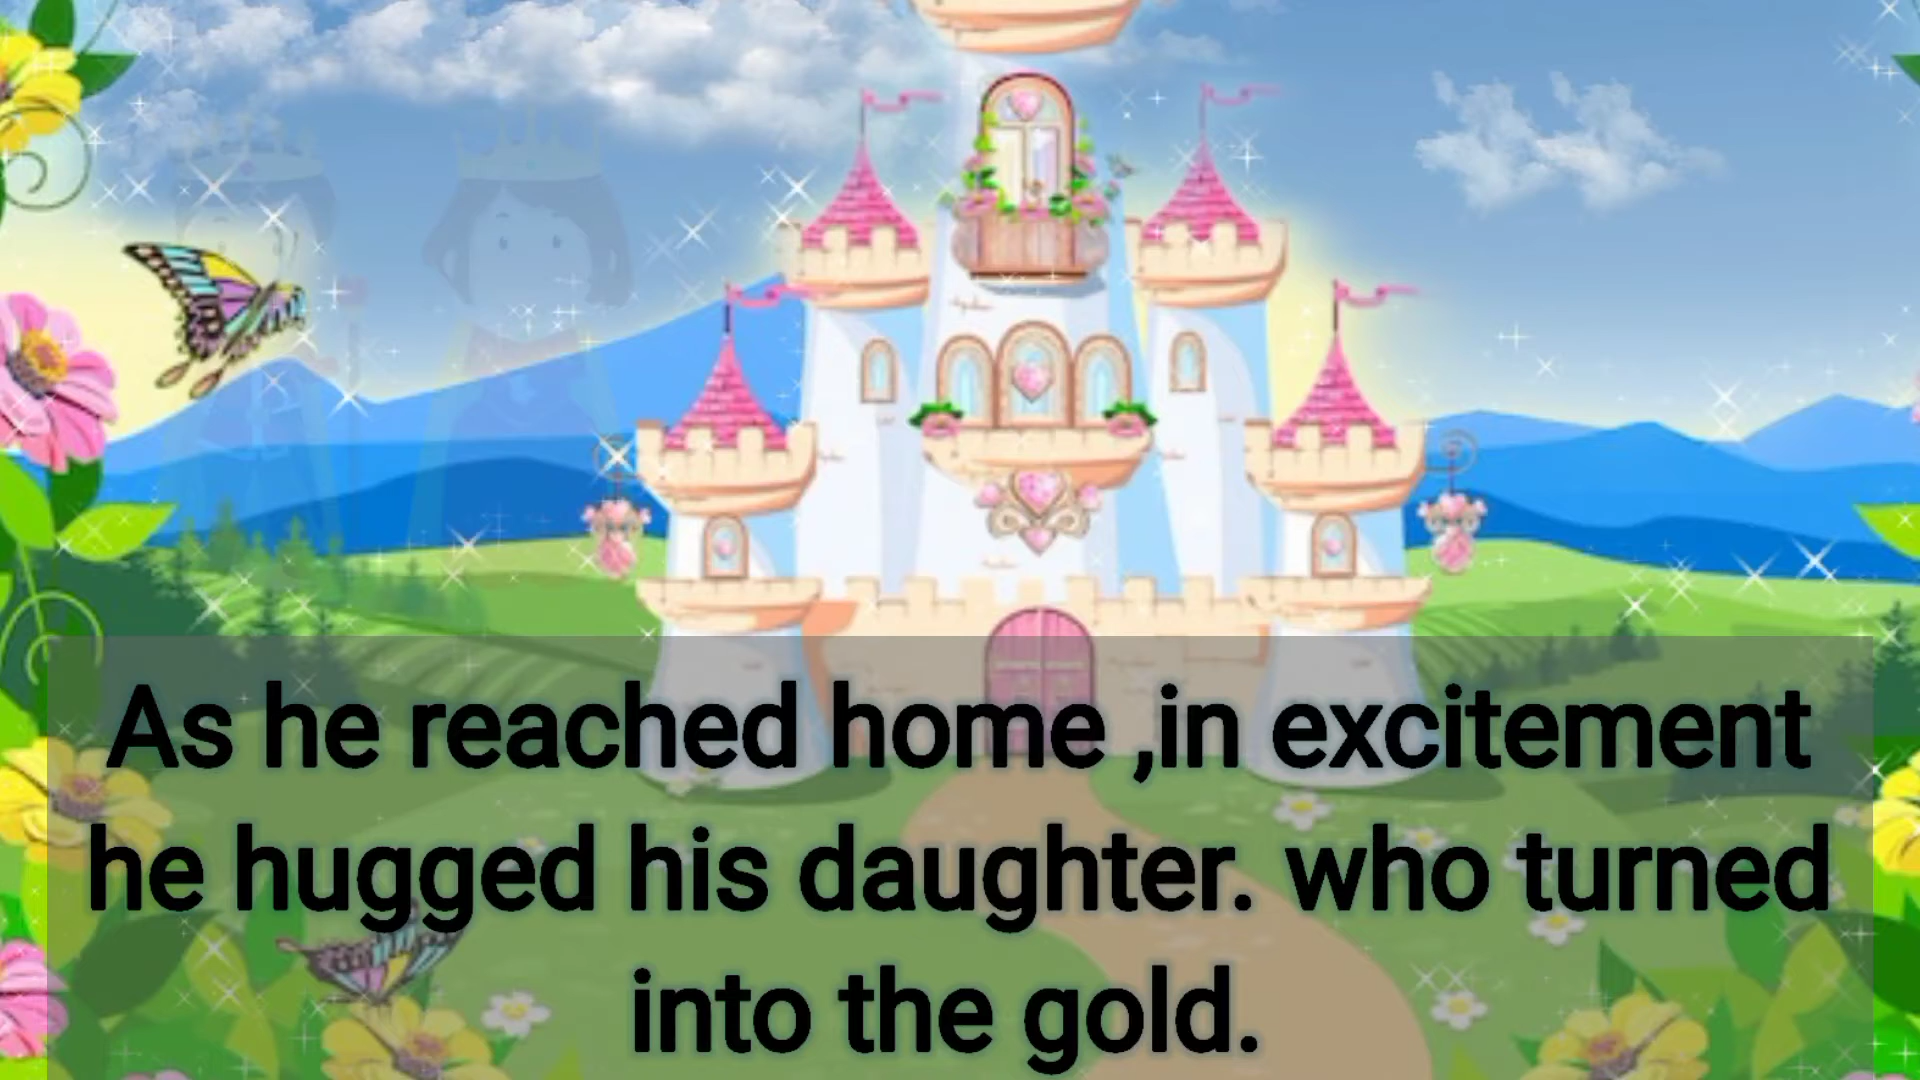 As he reached home ,in excitement
he hugged his daughter. who turned
into the gold.